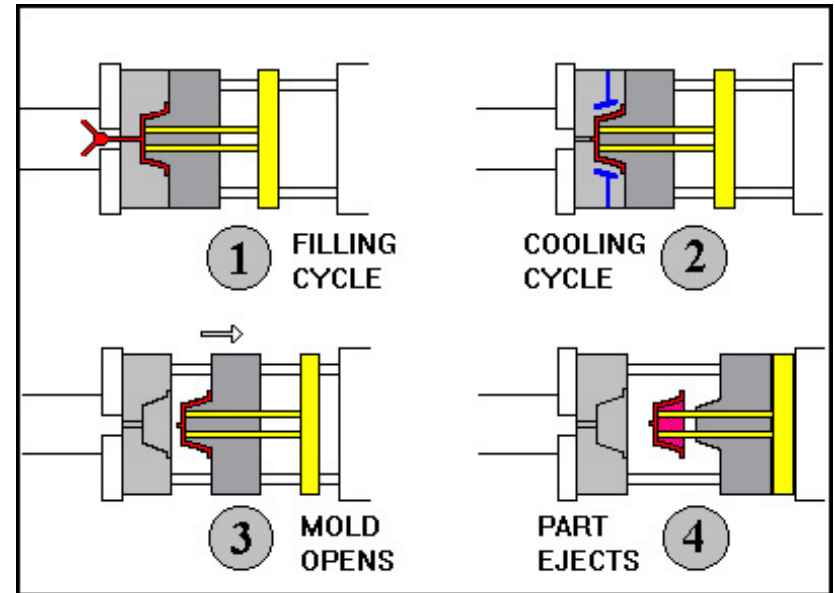 1 FILLING
CYCLE
COOLING 2
CYCLE
3 MOLD
OPENS
PART 4
EJECTS